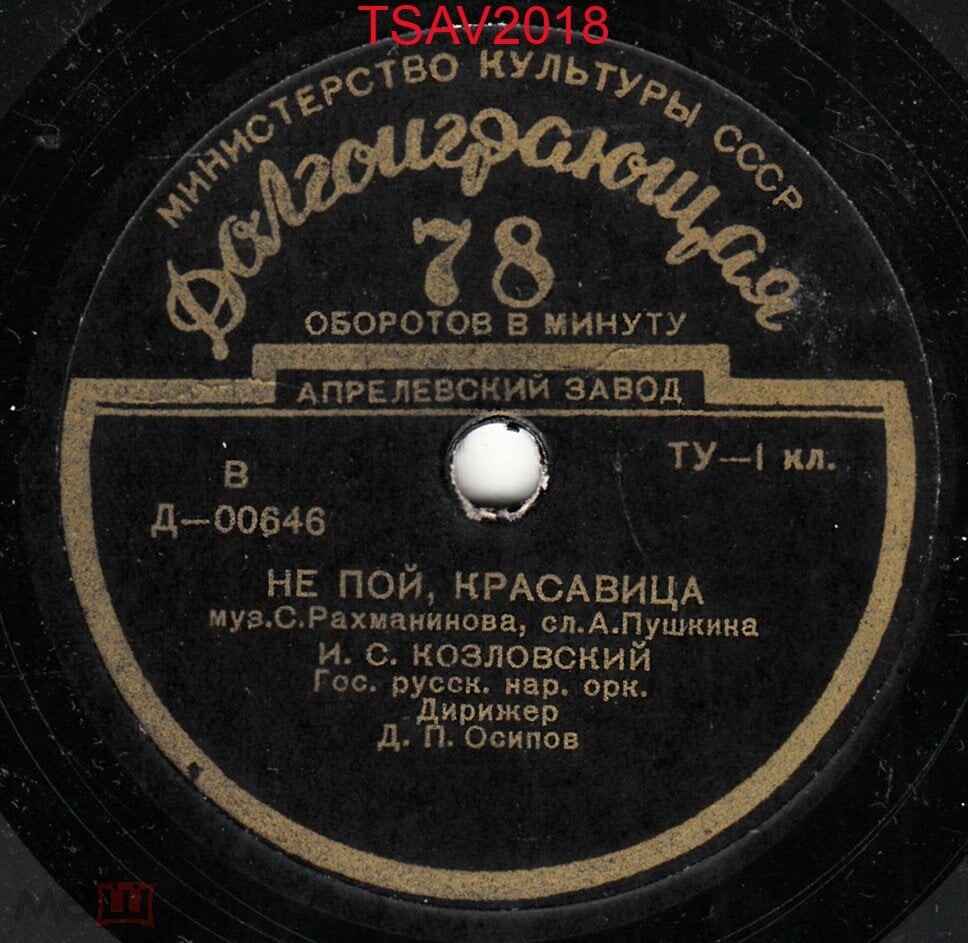 TSAV2018
МИНИСТЕРСТВО КУЛЬТУРЫ СССР
Долгоиграющая
78
ОБОРОТОВ В МИНУТУ
АПРЕЛЕВСКИЙ ЗАВОД
В
ТУ—I кл.
Д—00646
НЕ ПОЙ, КРАСАВИЦА
муз.С.Рахманинова, сл.А.Пушкина
И. С. КОЗЛОВСКИЙ
Гос. русск. нар. орк.
Дирижер
Д. П. Осипов